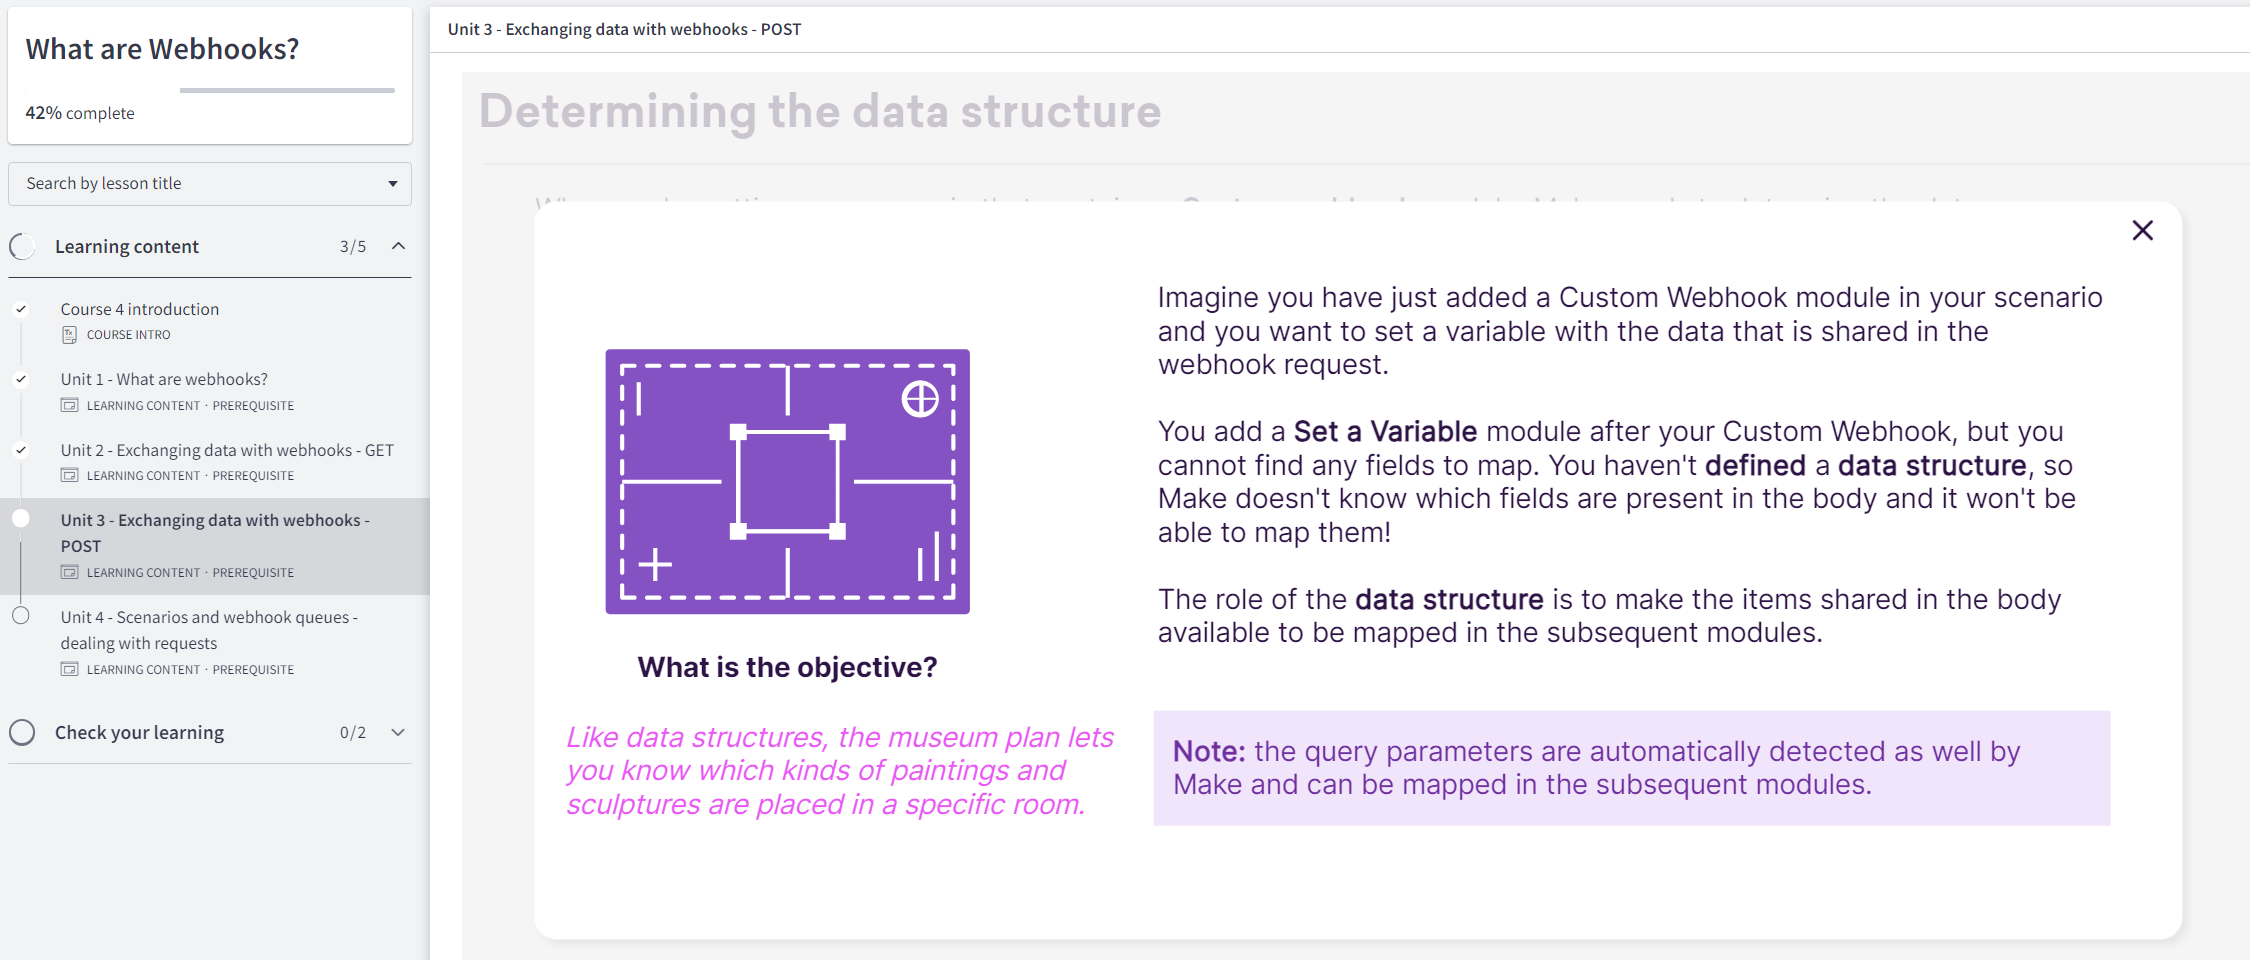 What are Webhooks?
42% complete
Search by lesson title
Learning content 3/5
Course 4 introduction
COURSE INTRO
Unit 1 - What are webhooks?
LEARNING CONTENT · PREREQUISITE
Unit 2 - Exchanging data with webhooks - GET
LEARNING CONTENT · PREREQUISITE
Unit 3 - Exchanging data with webhooks -
POST
LEARNING CONTENT · PREREQUISITE
Unit 4 - Scenarios and webhook queues -
dealing with requests
LEARNING CONTENT · PREREQUISITE
Check your learning 0/2
Unit 3 - Exchanging data with webhooks - POST
Determining the data structure
What is the objective?
Like data structures, the museum plan lets
you know which kinds of paintings and
sculptures are placed in a specific room.
Imagine you have just added a Custom Webhook module in your scenario
and you want to set a variable with the data that is shared in the
webhook request.
You add a Set a Variable module after your Custom Webhook, but you
cannot find any fields to map. You haven't defined a data structure, so
Make doesn't know which fields are present in the body and it won't be
able to map them!
The role of the data structure is to make the items shared in the body
available to be mapped in the subsequent modules.
Note: the query parameters are automatically detected as well by
Make and can be mapped in the subsequent modules.